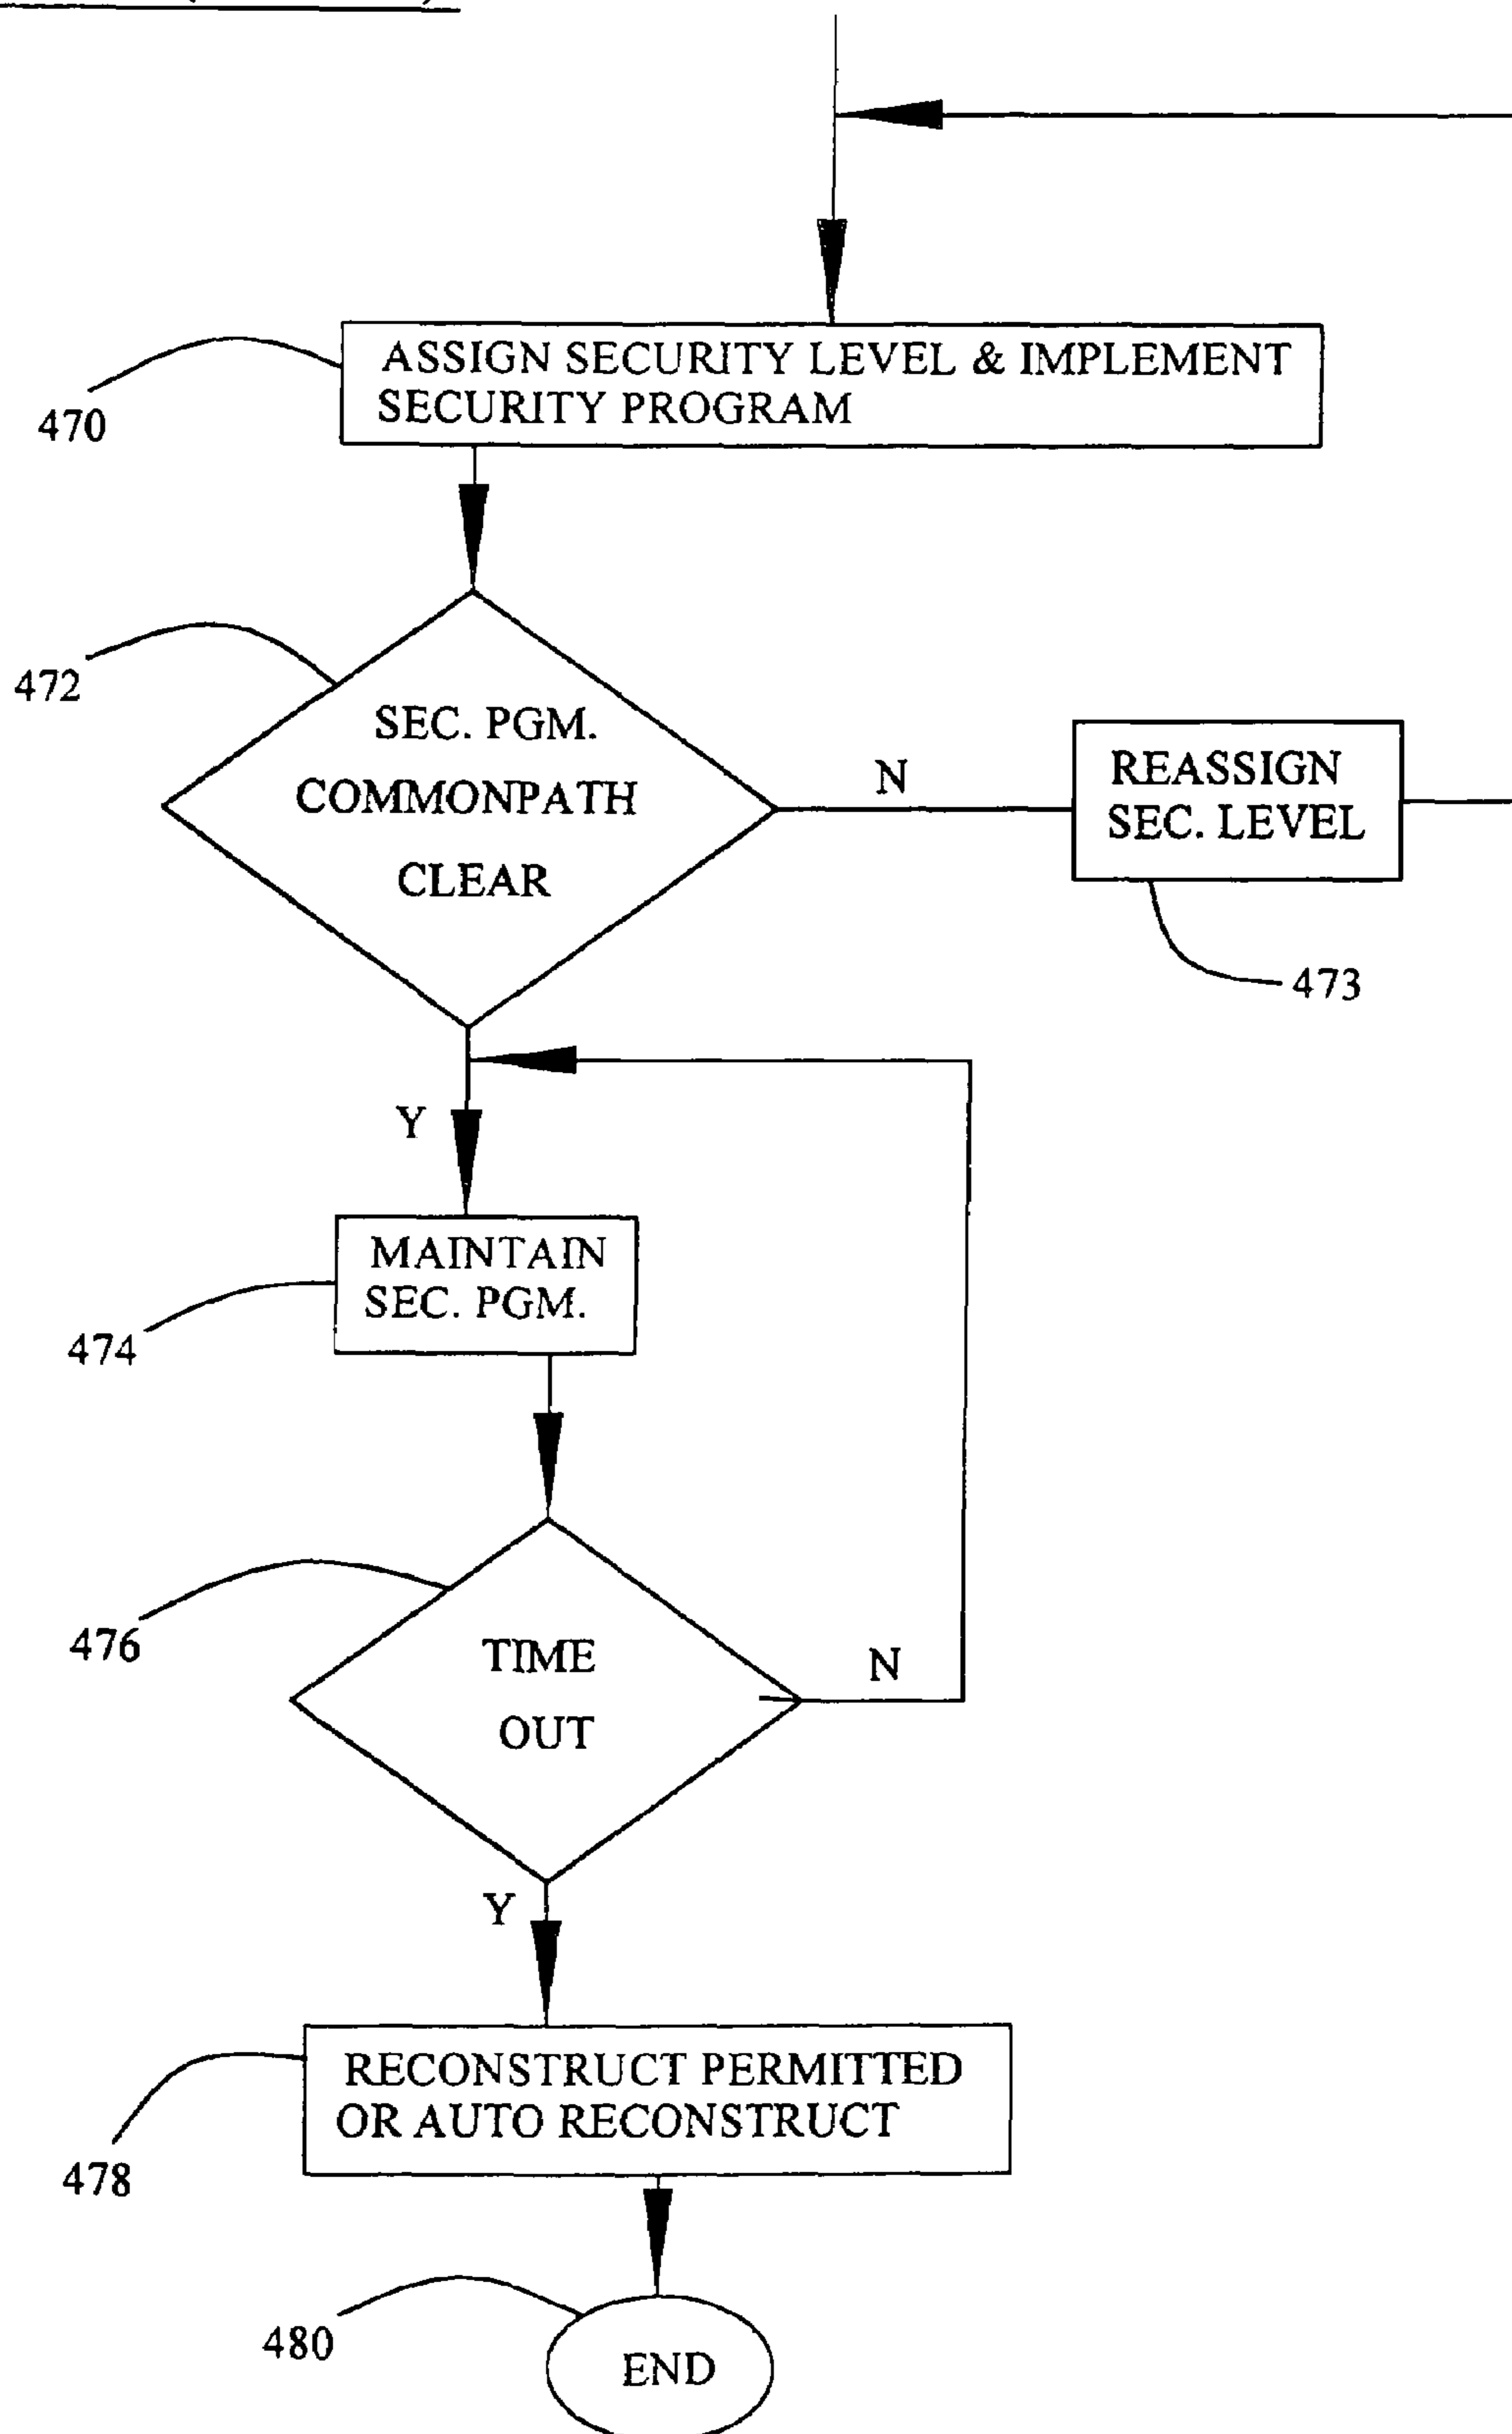 ASSIGN SECURITY LEVEL & IMPLEMENT
SECURITY PROGRAM
470
472
SEC. PGM.
COMMONPATH
CLEAR
N
REASSIGN
SEC. LEVEL
473
Y
MAINTAIN
SEC. PGM.
474
476
TIME
OUT
N
Y
RECONSTRUCT PERMITTED
OR AUTO RECONSTRUCT
478
480
END